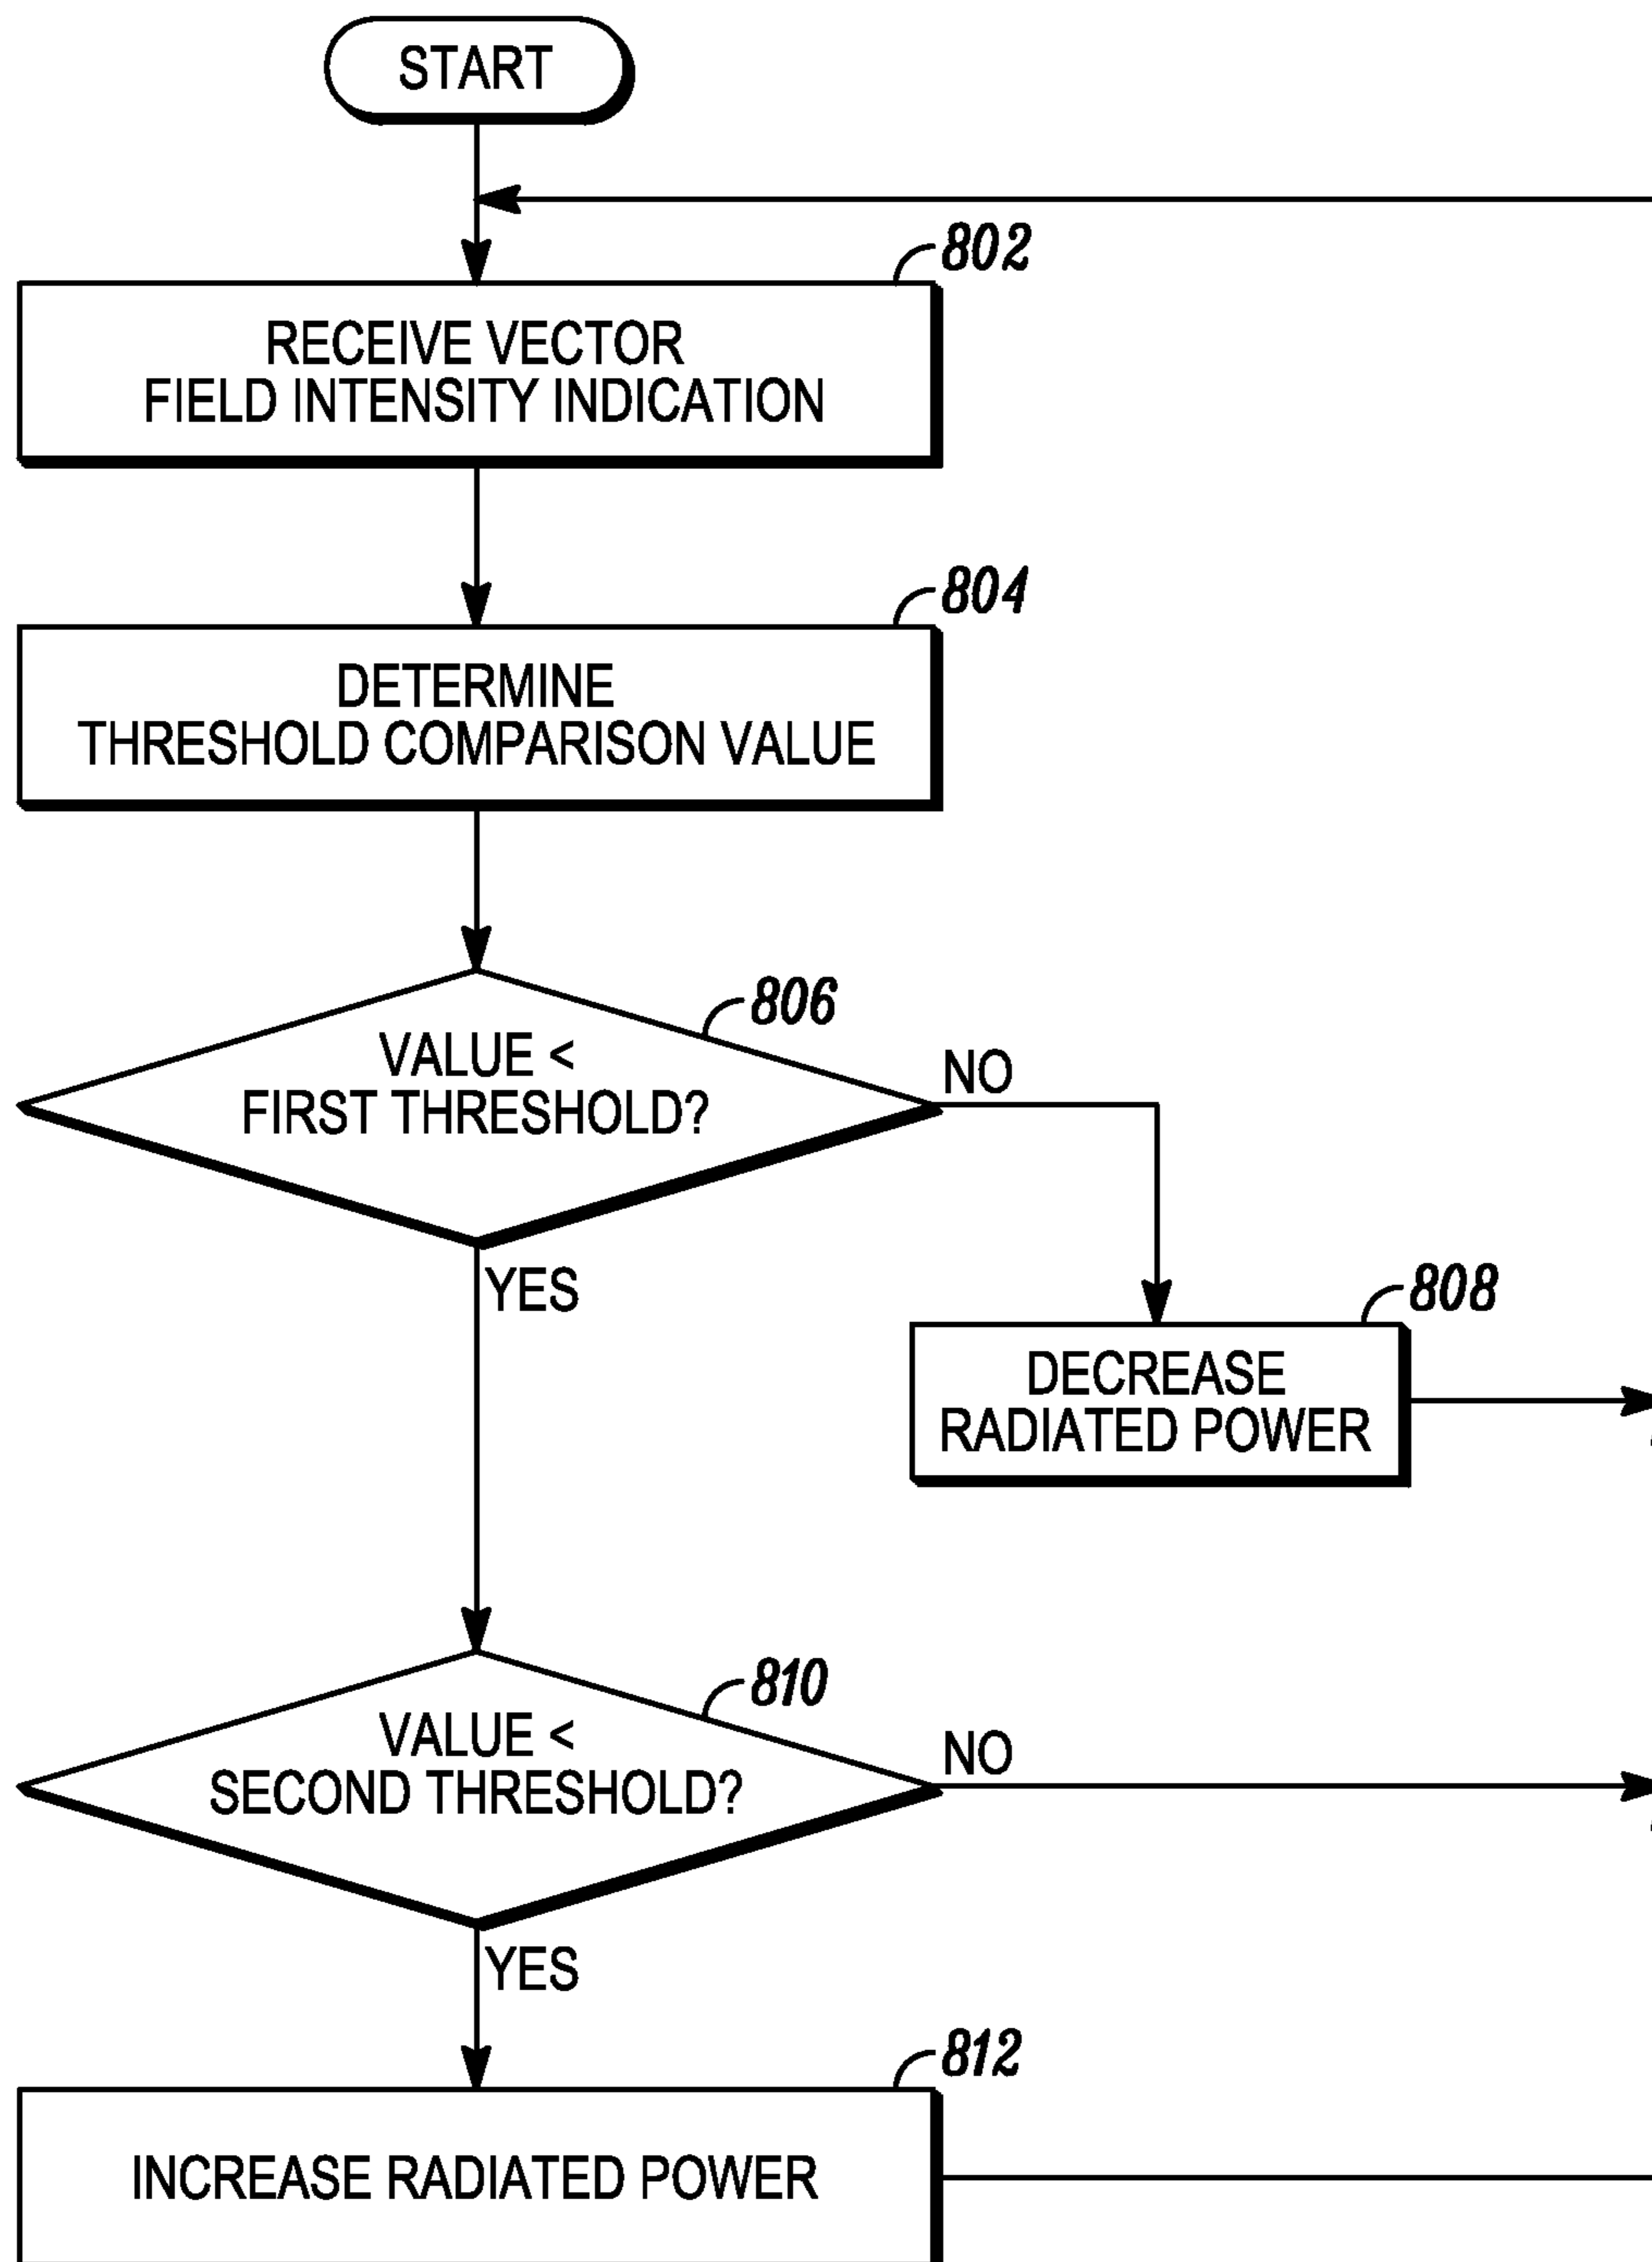 START
802
RECEIVE VECTOR
FIELD INTENSITY INDICATION
804
DETERMINE
THRESHOLD COMPARISON VALUE
806
VALUE <
FIRST THRESHOLD?
NO
YES
808
DECREASE
RADIATED POWER
810
VALUE <
SECOND THRESHOLD?
NO
YES
812
INCREASE RADIATED POWER